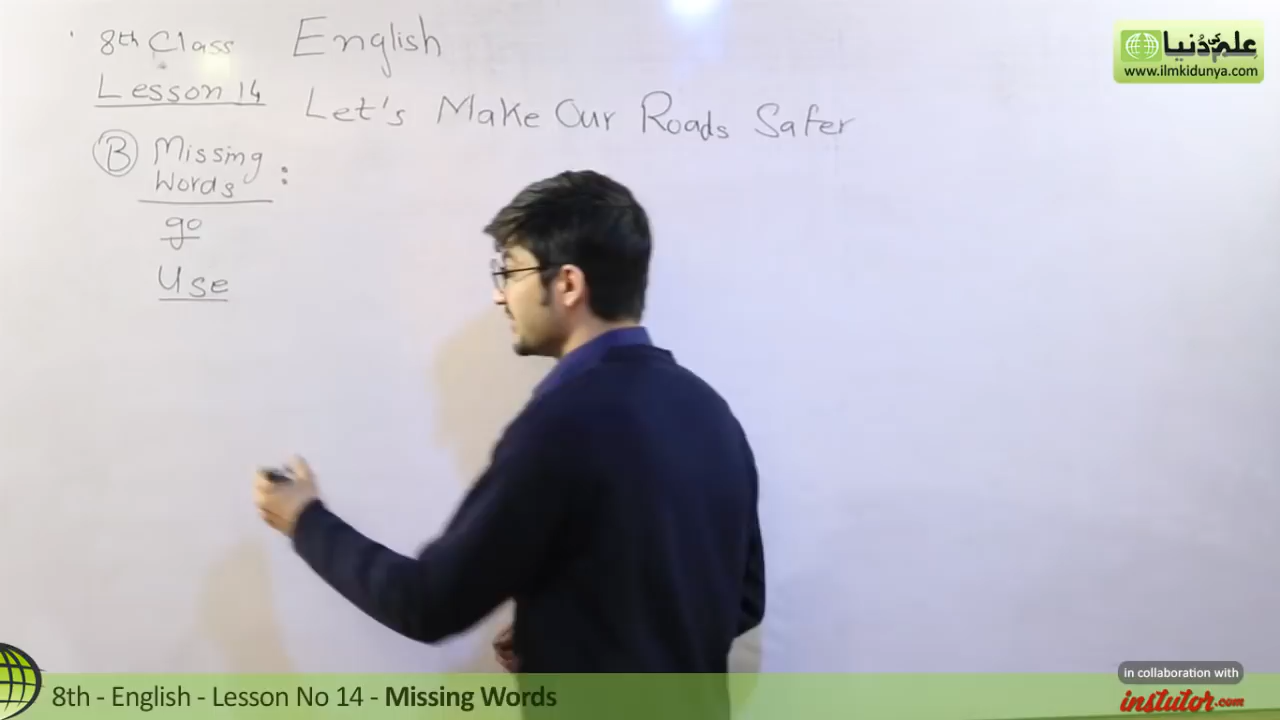 8th Class English
Lesson 14 Let's Make Our Roads Safer
B Missing Words :
go
Use
علم کی دنیا
www.ilmkidunya.com
in collaboration with
instutor.com
8th - English - Lesson No 14 - Missing Words